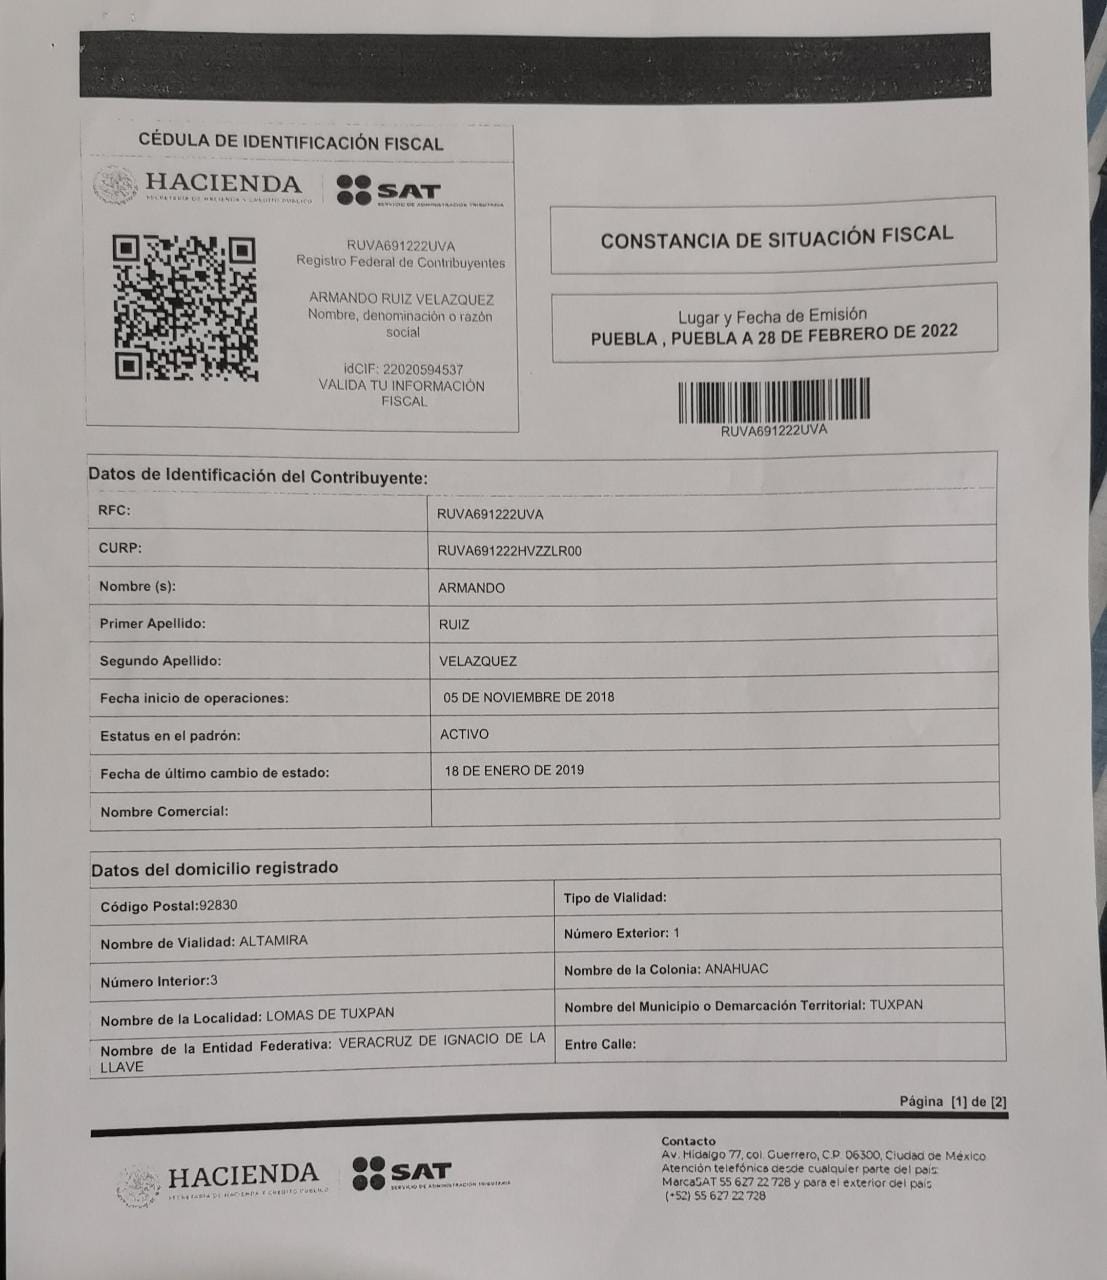 CÉDULA DE IDENTIFICACIÓN FISCAL
HACIENDA
SECRETARÍA DE HACIENDA Y CRÉDITO PÚBLICO
SAT
SERVICIO DE ADMINISTRACIÓN TRIBUTARIA
RUVA691222UVA
Registro Federal de Contribuyentes
ARMANDO RUIZ VELAZQUEZ
Nombre, denominación o razón
social
idCIF: 22020594537
VALIDA TU INFORMACIÓN
FISCAL
CONSTANCIA DE SITUACIÓN FISCAL
Lugar y Fecha de Emisión
PUEBLA , PUEBLA A 28 DE FEBRERO DE 2022
RUVA691222UVA
Datos de Identificación del Contribuyente:
RFC: RUVA691222UVA
CURP: RUVA691222HVZZLR00
Nombre (s): ARMANDO
Primer Apellido: RUIZ
Segundo Apellido: VELAZQUEZ
Fecha inicio de operaciones: 05 DE NOVIEMBRE DE 2018
Estatus en el padrón: ACTIVO
Fecha de último cambio de estado: 18 DE ENERO DE 2019
Nombre Comercial:
Datos del domicilio registrado
Código Postal:92830 Tipo de Vialidad:
Nombre de Vialidad: ALTAMIRA Número Exterior: 1
Número Interior:3 Nombre de la Colonia: ANAHUAC
Nombre de la Localidad: LOMAS DE TUXPAN Nombre del Municipio o Demarcación Territorial: TUXPAN
Nombre de la Entidad Federativa: VERACRUZ DE IGNACIO DE LA Entre Calle:
LLAVE
Página [1] de [2]
HACIENDA
SECRETARÍA DE HACIENDA Y CRÉDITO PÚBLICO
SAT
SERVICIO DE ADMINISTRACIÓN TRIBUTARIA
Contacto
Av. Hidalgo 77, col. Guerrero, C.P. 06300, Ciudad de México
Atención telefónica desde cualquier parte del país:
MarcaSAT 55 627 22 728 y para el exterior del país
(+52) 55 627 22 728